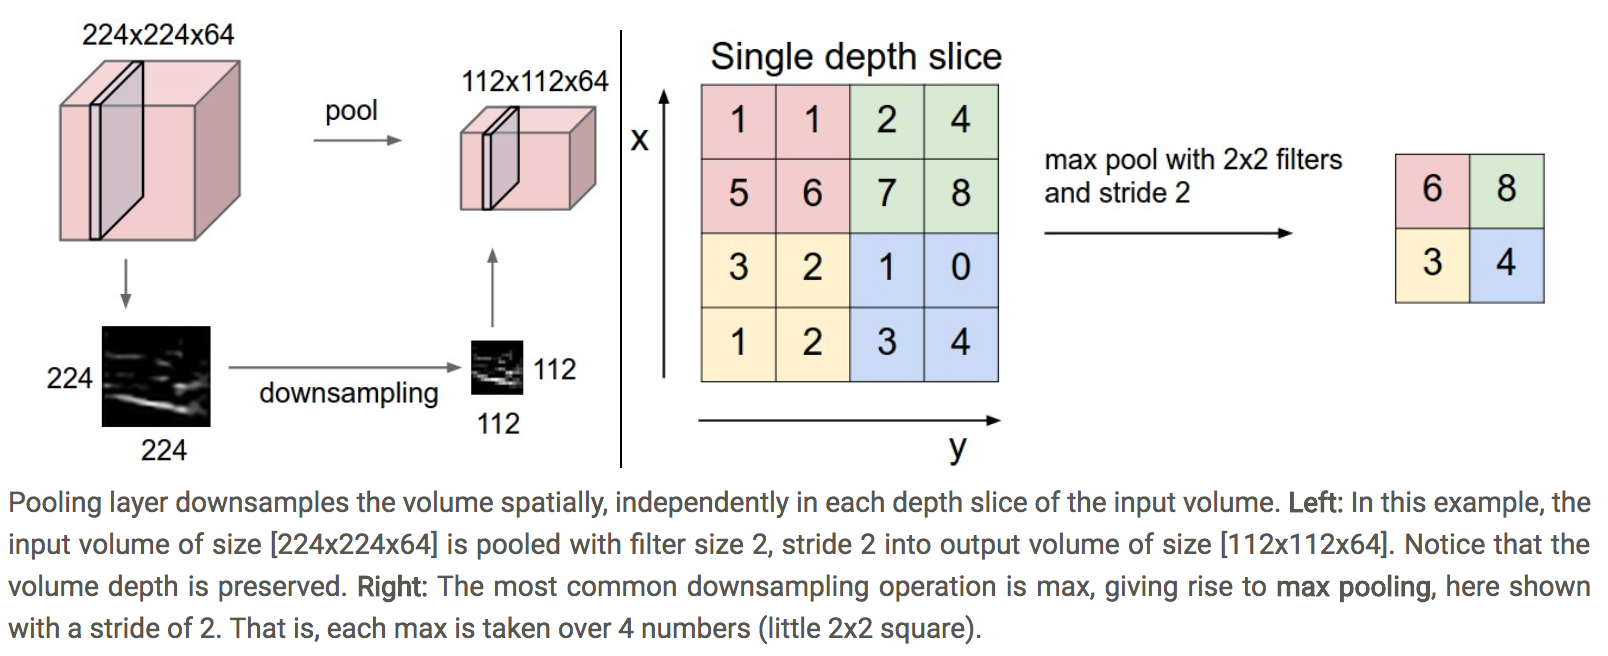 224x224x64
pool
112x112x64
224
224
downsampling
112
112
Single depth slice
x
1 1 2 4
5 6 7 8
3 2 1 0
1 2 3 4
y
max pool with 2x2 filters
and stride 2
6 8
3 4
Pooling layer downsamples the volume spatially, independently in each depth slice of the input volume. Left: In this example, the
input volume of size [224x224x64] is pooled with filter size 2, stride 2 into output volume of size [112x112x64]. Notice that the
volume depth is preserved. Right: The most common downsampling operation is max, giving rise to max pooling, here shown
with a stride of 2. That is, each max is taken over 4 numbers (little 2x2 square).